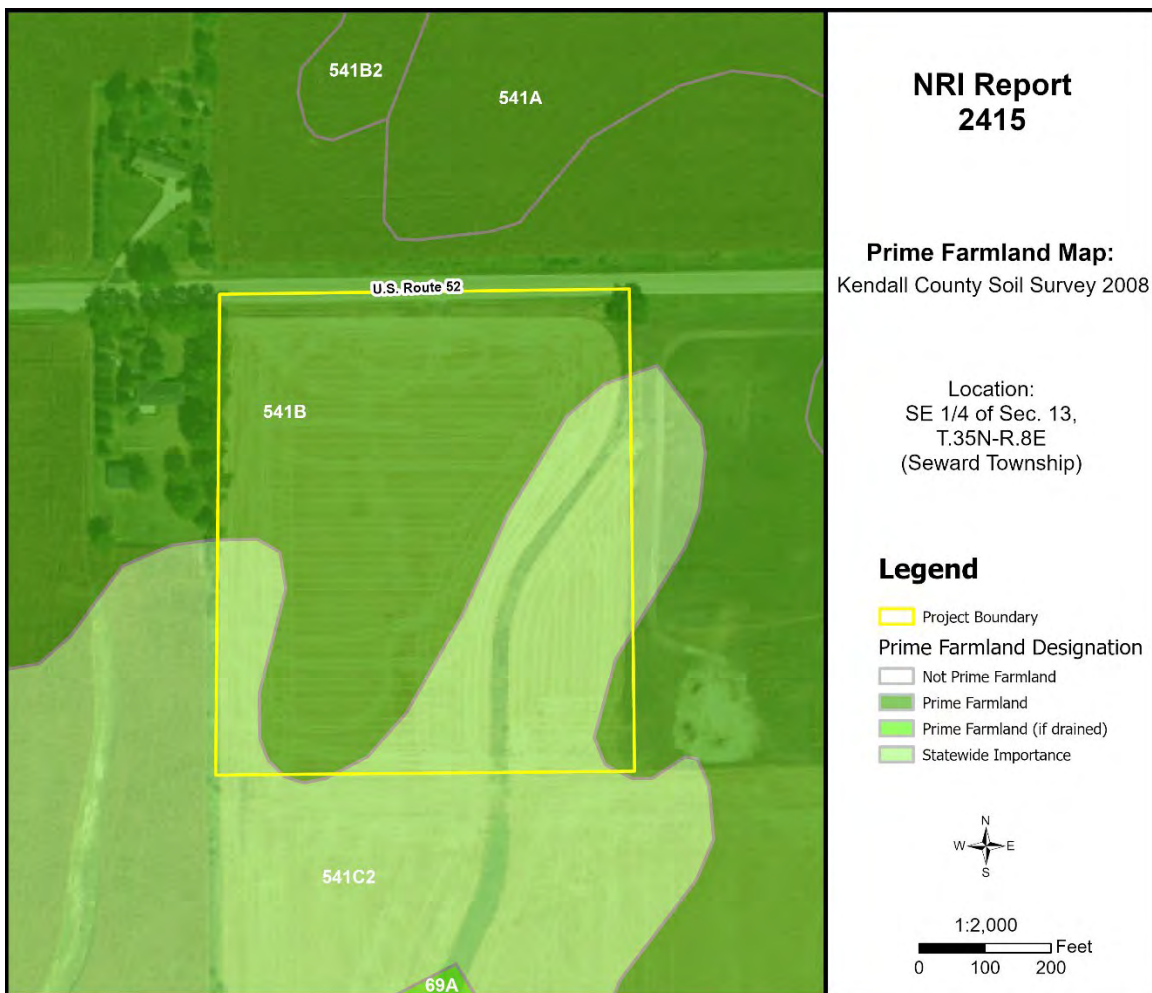 541B2
541A
U.S. Route 52
541B
541C2
69A
NRI Report
2415
Prime Farmland Map:
Kendall County Soil Survey 2008
Location:
SE 1/4 of Sec. 13,
T.35N-R.8E
(Seward Township)
Legend
Project Boundary
Prime Farmland Designation
Not Prime Farmland
Prime Farmland
Prime Farmland (if drained)
Statewide Importance
N
W E
S
1:2,000
Feet
0 100 200